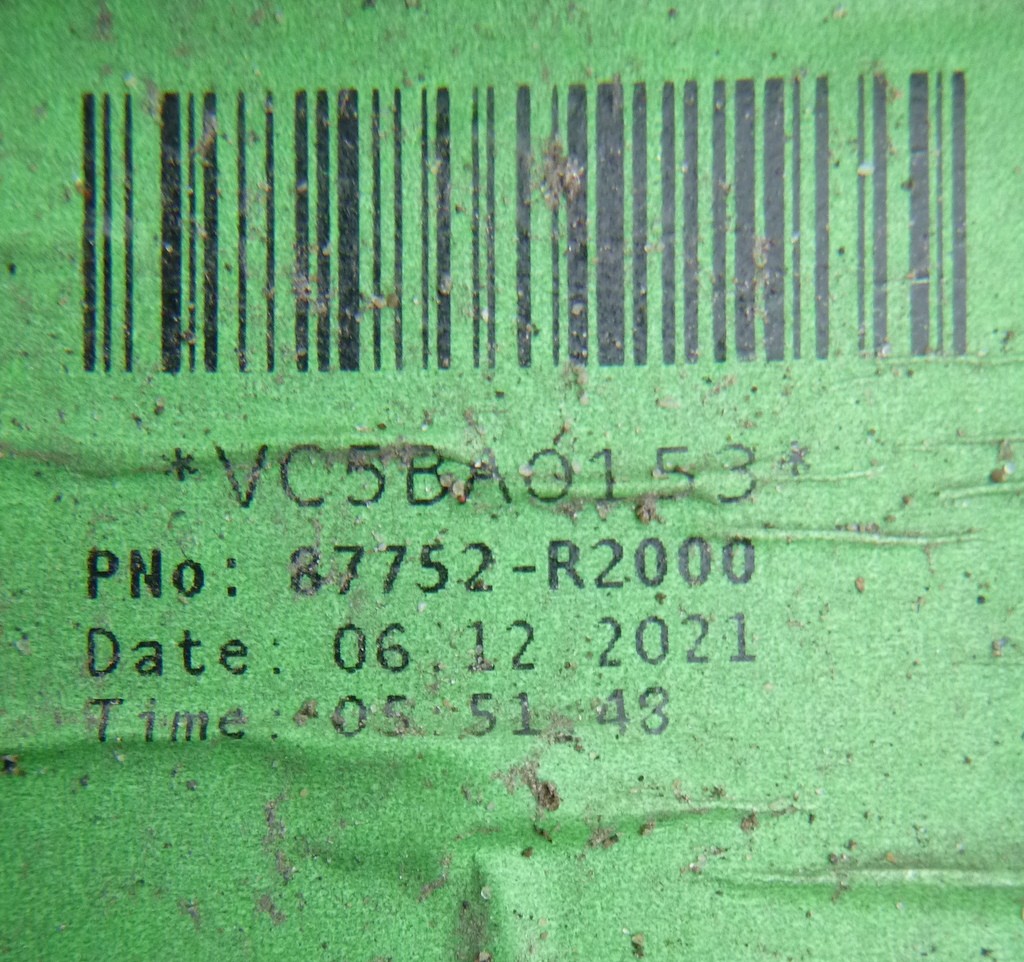 *VC5BA0153*
PNo: 87752-R2000
Date: 06.12 2021
Time: 05 51 48